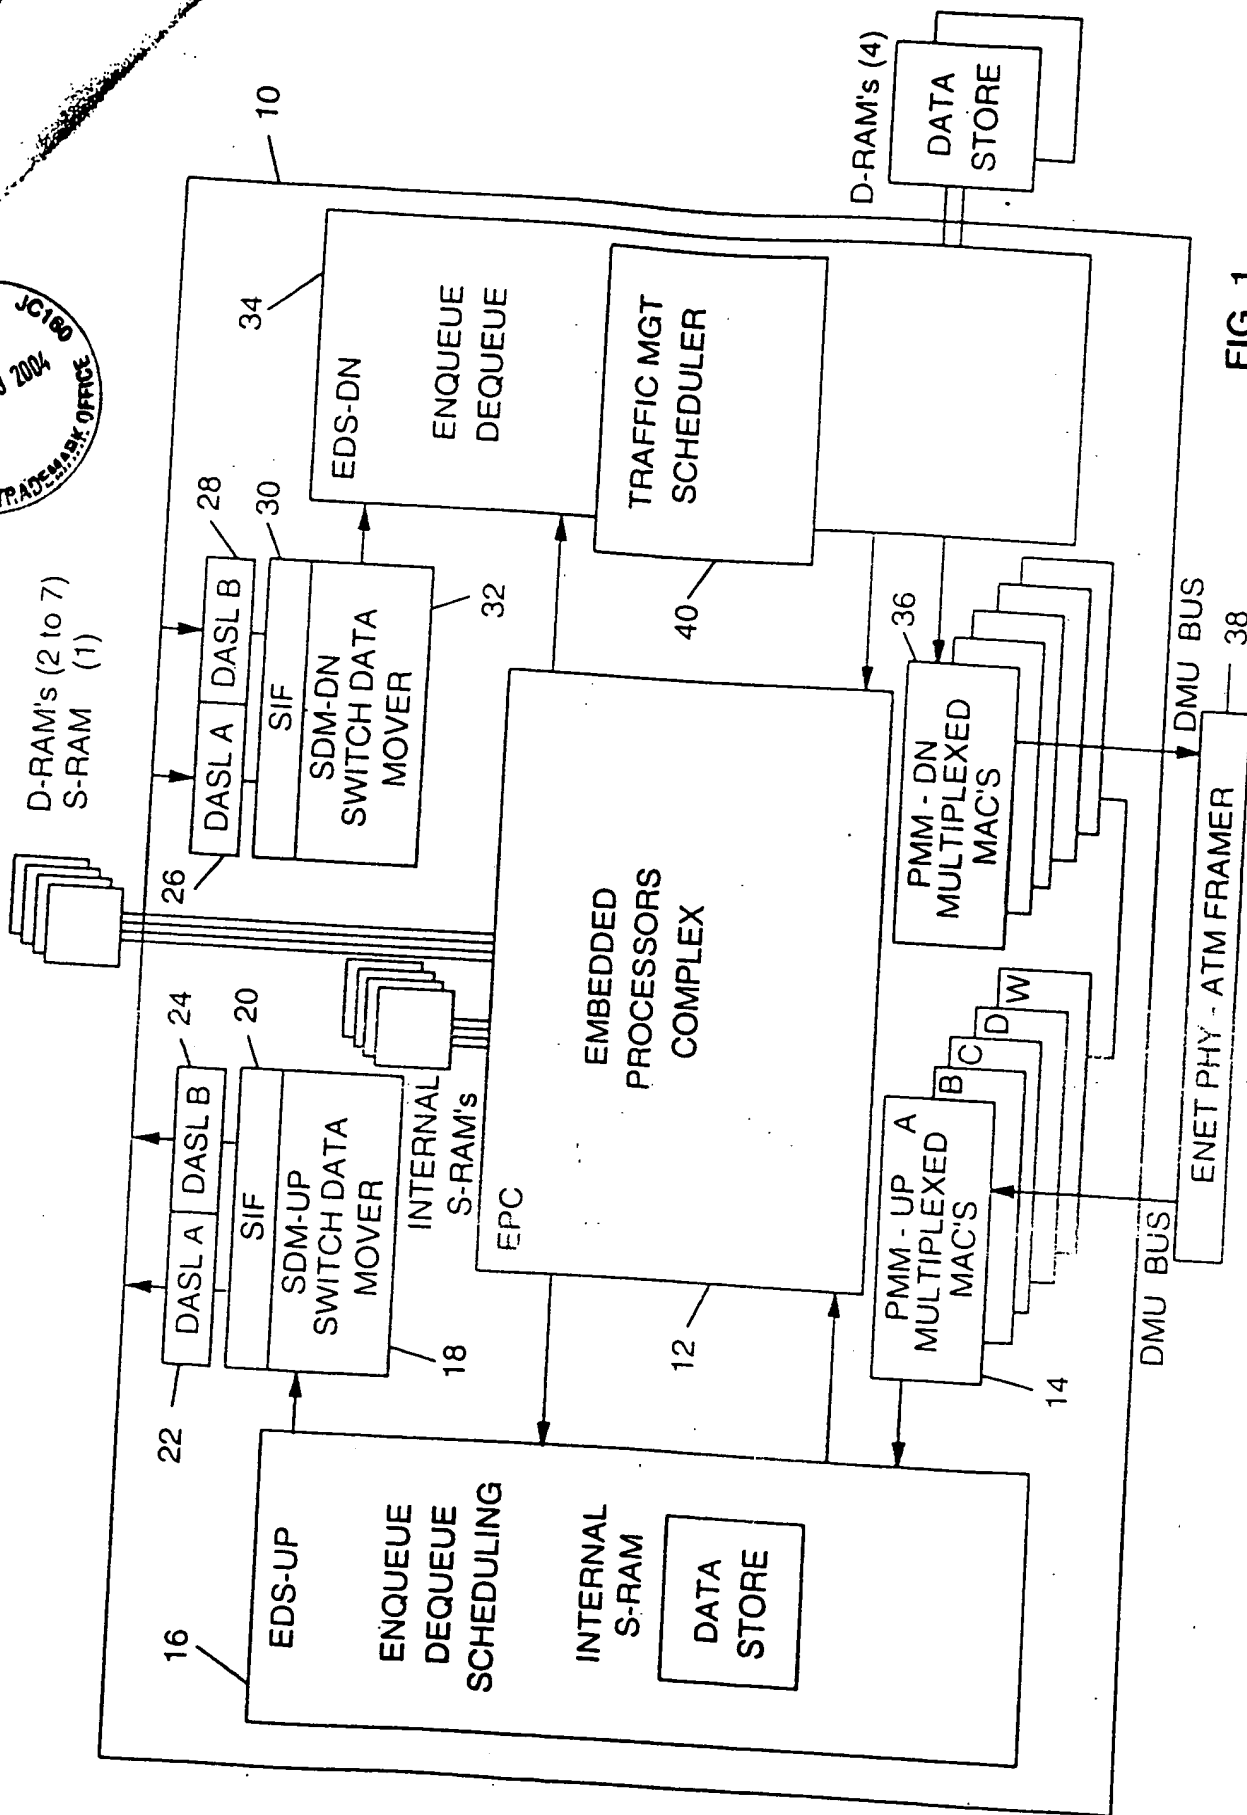 JC160
2004
TRADEMARK OFFICE
D-RAM's (2 to 7)
S-RAM (1)
10
22
DASL A
DASL B
24
SIF
20
SDM-UP
SWITCH DATA
MOVER
18
26
DASL A
DASL B
28
SIF
30
SDM-DN
SWITCH DATA
MOVER
32
16
EDS-UP
ENQUEUE
DEQUEUE
SCHEDULING
INTERNAL
S-RAM
DATA
STORE
INTERNAL
S-RAM's
EPC
EMBEDDED
PROCESSORS
COMPLEX
12
34
EDS-DN
ENQUEUE
DEQUEUE
TRAFFIC MGT
SCHEDULER
40
D-RAM's (4)
DATA
STORE
PMM - UP
A
MULTIPLEXED
MAC'S
B
C
D
W
14
PMM - DN
MULTIPLEXED
MAC'S
36
DMU BUS
DMU BUS
ENET PHY - ATM FRAMER
38
FIG. 1